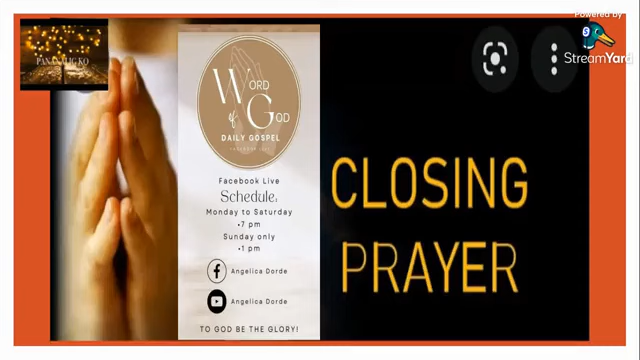 Powered by
StreamYard
PANANALIG KO
WORD
of GOD
DAILY GOSPEL
Facebook Live
Schedule:
Monday to Saturday
•7 pm
Sunday only
•1 pm
Angelica Dorde
Angelica Dorde
TO GOD BE THE GLORY!
CLOSING
PRAYER